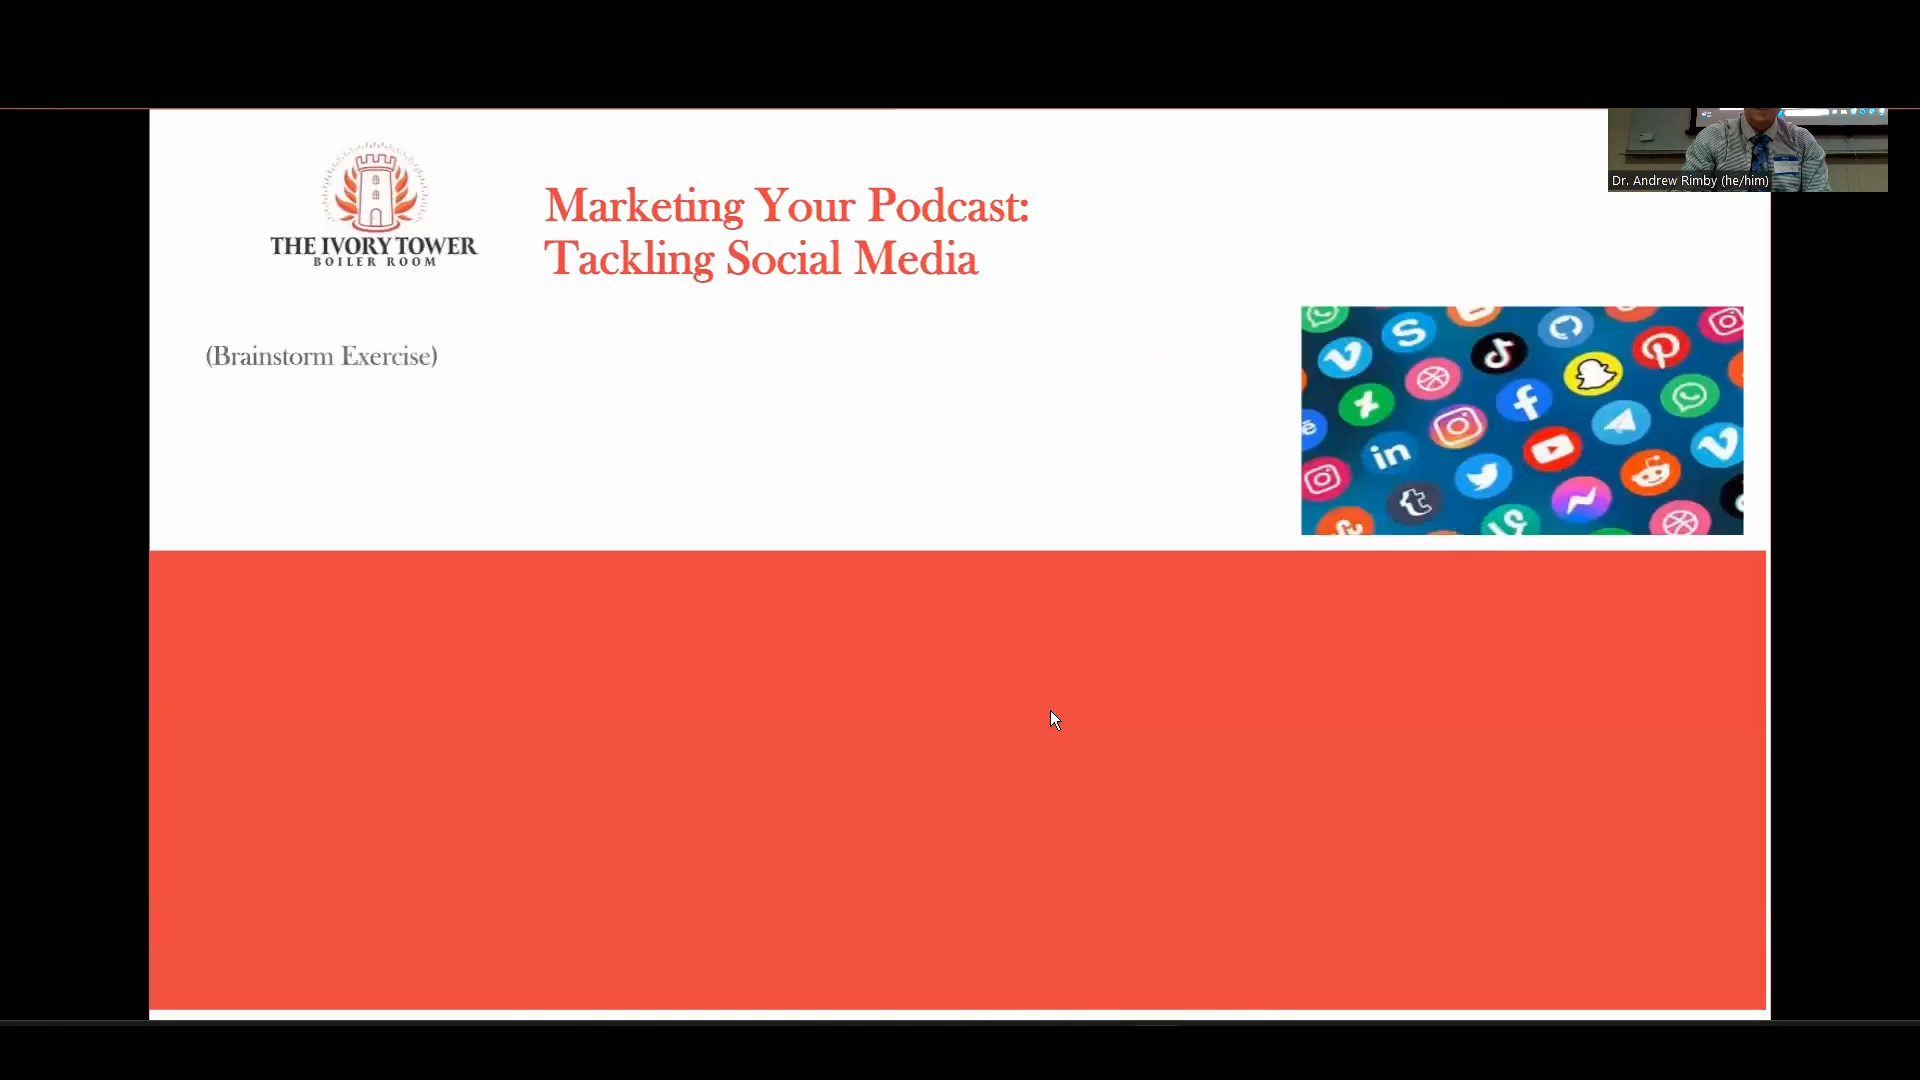 THE IVORY TOWER
BOILER ROOM
Marketing Your Podcast:
Tackling Social Media
(Brainstorm Exercise)
Dr. Andrew Rimby (he/him)